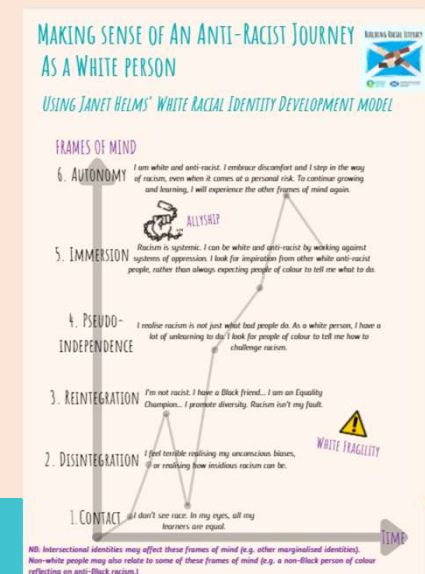 MAKING SENSE OF AN ANTI-RACIST JOURNEY
AS A WHITE PERSON
BUILDING RACIAL LITERACY
USING JANET HELMS' WHITE RACIAL IDENTITY DEVELOPMENT MODEL
FRAMES OF MIND
6. AUTONOMY
I am white and anti-racist. I embrace discomfort and I step in the way
of racism, even when it comes at a personal risk. To continue growing
and learning, I will experience the other frames of mind again.
ALLYSHIP
5. IMMERSION
Racism is systemic. I can be white and anti-racist by working against
systems of oppression. I look for inspiration from other white anti-racist
people, rather than always expecting people of colour to tell me what to do.
4. PSEUDO-
INDEPENDENCE
I realise racism is not just what bad people do. As a white person, I have a
lot of unlearning to do. I look for people of colour to tell me how to
challenge racism.
3. REINTEGRATION
I'm not racist. I have a Black friend... I am an Equality
Champion... I promote diversity. Racism isn't my fault.
WHITE FRAGILITY
2. DISINTEGRATION
I feel terrible realising my unconscious biases,
or realising how insidious racism can be.
1. CONTACT
I don't see race. In my eyes, all my
learners are equal.
TIME
NB: Intersectional identities may affect these frames of mind (e.g. other marginalised identities).
Non-white people may also relate to some of these frames of mind (e.g. a non-Black person of colour
reflecting on anti-Black racism.)